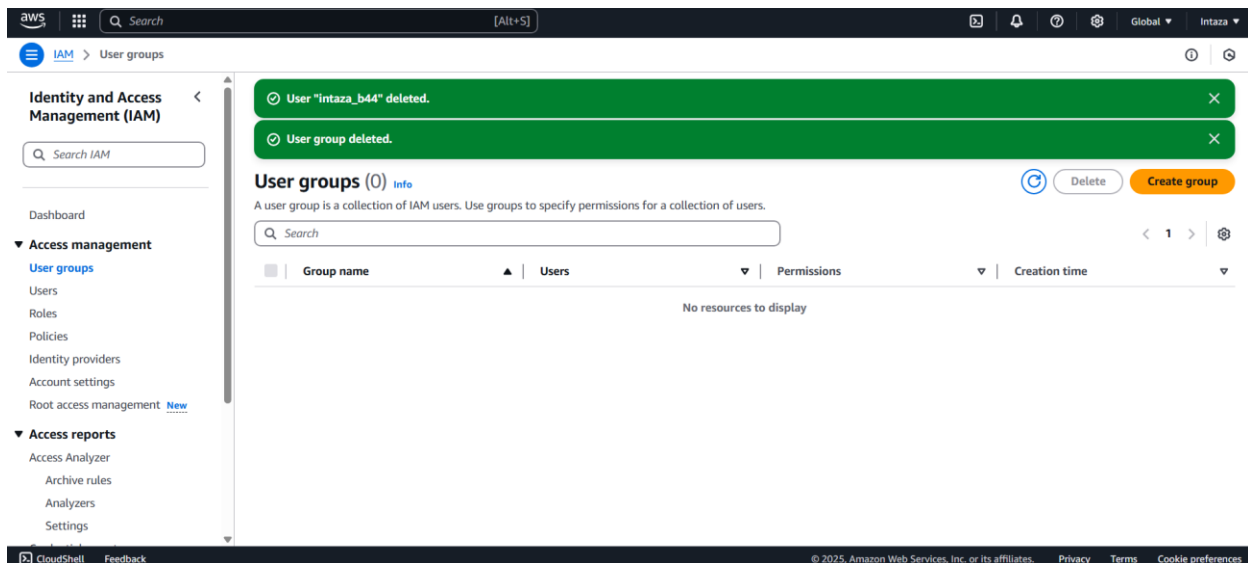 aws
Search [Alt+S] Global ▼ Intaza ▼
IAM > User groups
Identity and Access Management (IAM)
Search IAM
Dashboard
Access management
User groups
Users
Roles
Policies
Identity providers
Account settings
Root access management New
Access reports
Access Analyzer
Archive rules
Analyzers
Settings
User "intaza_b44" deleted.
User group deleted.
User groups (0) Info
Delete
Create group
A user group is a collection of IAM users. Use groups to specify permissions for a collection of users.
Search
1
Group name Users Permissions Creation time
No resources to display
CloudShell Feedback © 2025, Amazon Web Services, Inc. or its affiliates. Privacy Terms Cookie preferences